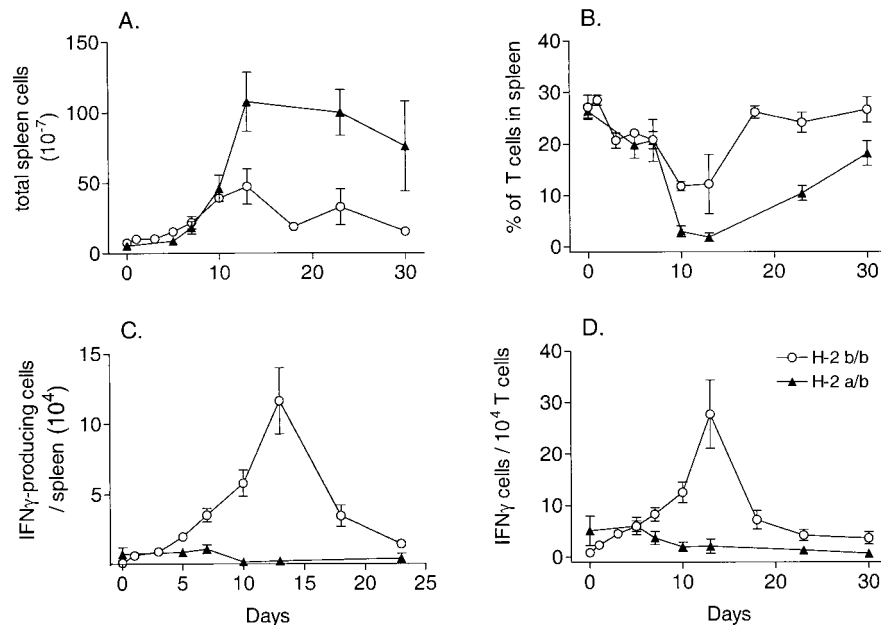 A.
total spleen cells
(10-7)
150
100
50
0
0
10
20
30
B.
% of T cells in spleen
40
30
20
10
0
0
10
20
30
C.
IFNγ-producing cells
/ spleen (10⁴)
15
10
5
0
5
10
15
20
25
Days
D.
IFNγ cells / 10⁴ T cells
40
30
20
10
0
0
10
20
30
Days
H-2 b/b
H-2 a/b